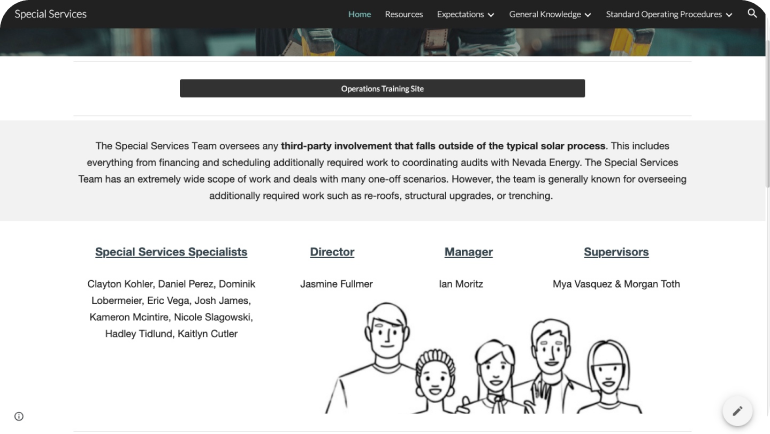 Special Services
Home Resources Expectations General Knowledge Standard Operating Procedures
Operations Training Site
The Special Services Team oversees any third-party involvement that falls outside of the typical solar process. This includes
everything from financing and scheduling additionally required work to coordinating audits with Nevada Energy. The Special Services
Team has an extremely wide scope of work and deals with many one-off scenarios. However, the team is generally known for overseeing
additionally required work such as re-roofs, structural upgrades, or trenching.
Special Services Specialists
Clayton Kohler, Daniel Perez, Dominik
Lobermeier, Eric Vega, Josh James,
Kameron Mcintire, Nicole Slagowski,
Hadley Tidlund, Kaitlyn Cutler
Director
Jasmine Fullmer
Manager
Ian Moritz
Supervisors
Mya Vasquez & Morgan Toth